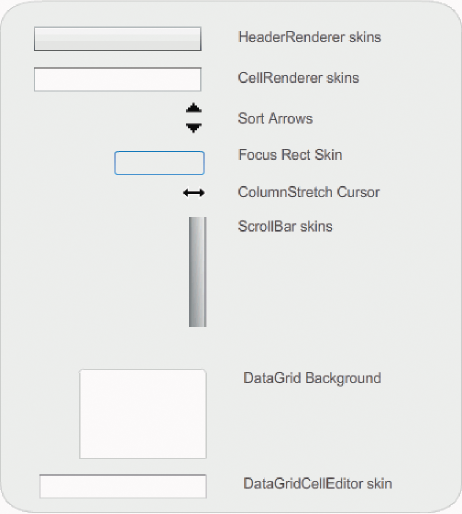 HeaderRenderer skins
CellRenderer skins
Sort Arrows
Focus Rect Skin
ColumnStretch Cursor
ScrollBar skins
DataGrid Background
DataGridCellEditor skin